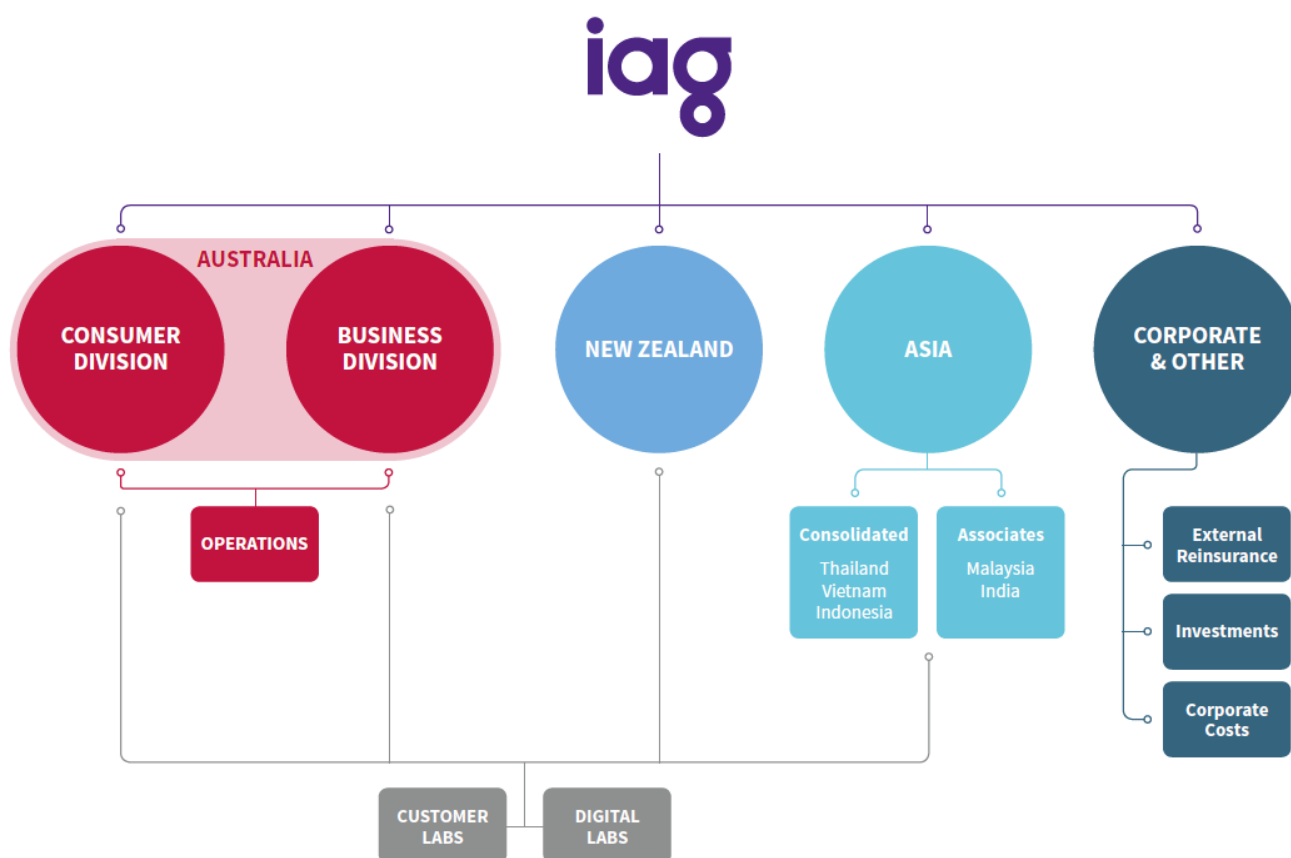 iag
AUSTRALIA
CONSUMER
DIVISION
BUSINESS
DIVISION
NEW ZEALAND
ASIA
CORPORATE
& OTHER
OPERATIONS
Consolidated
Thailand
Vietnam
Indonesia
Associates
Malaysia
India
External
Reinsurance
Investments
Corporate
Costs
CUSTOMER
LABS
DIGITAL
LABS